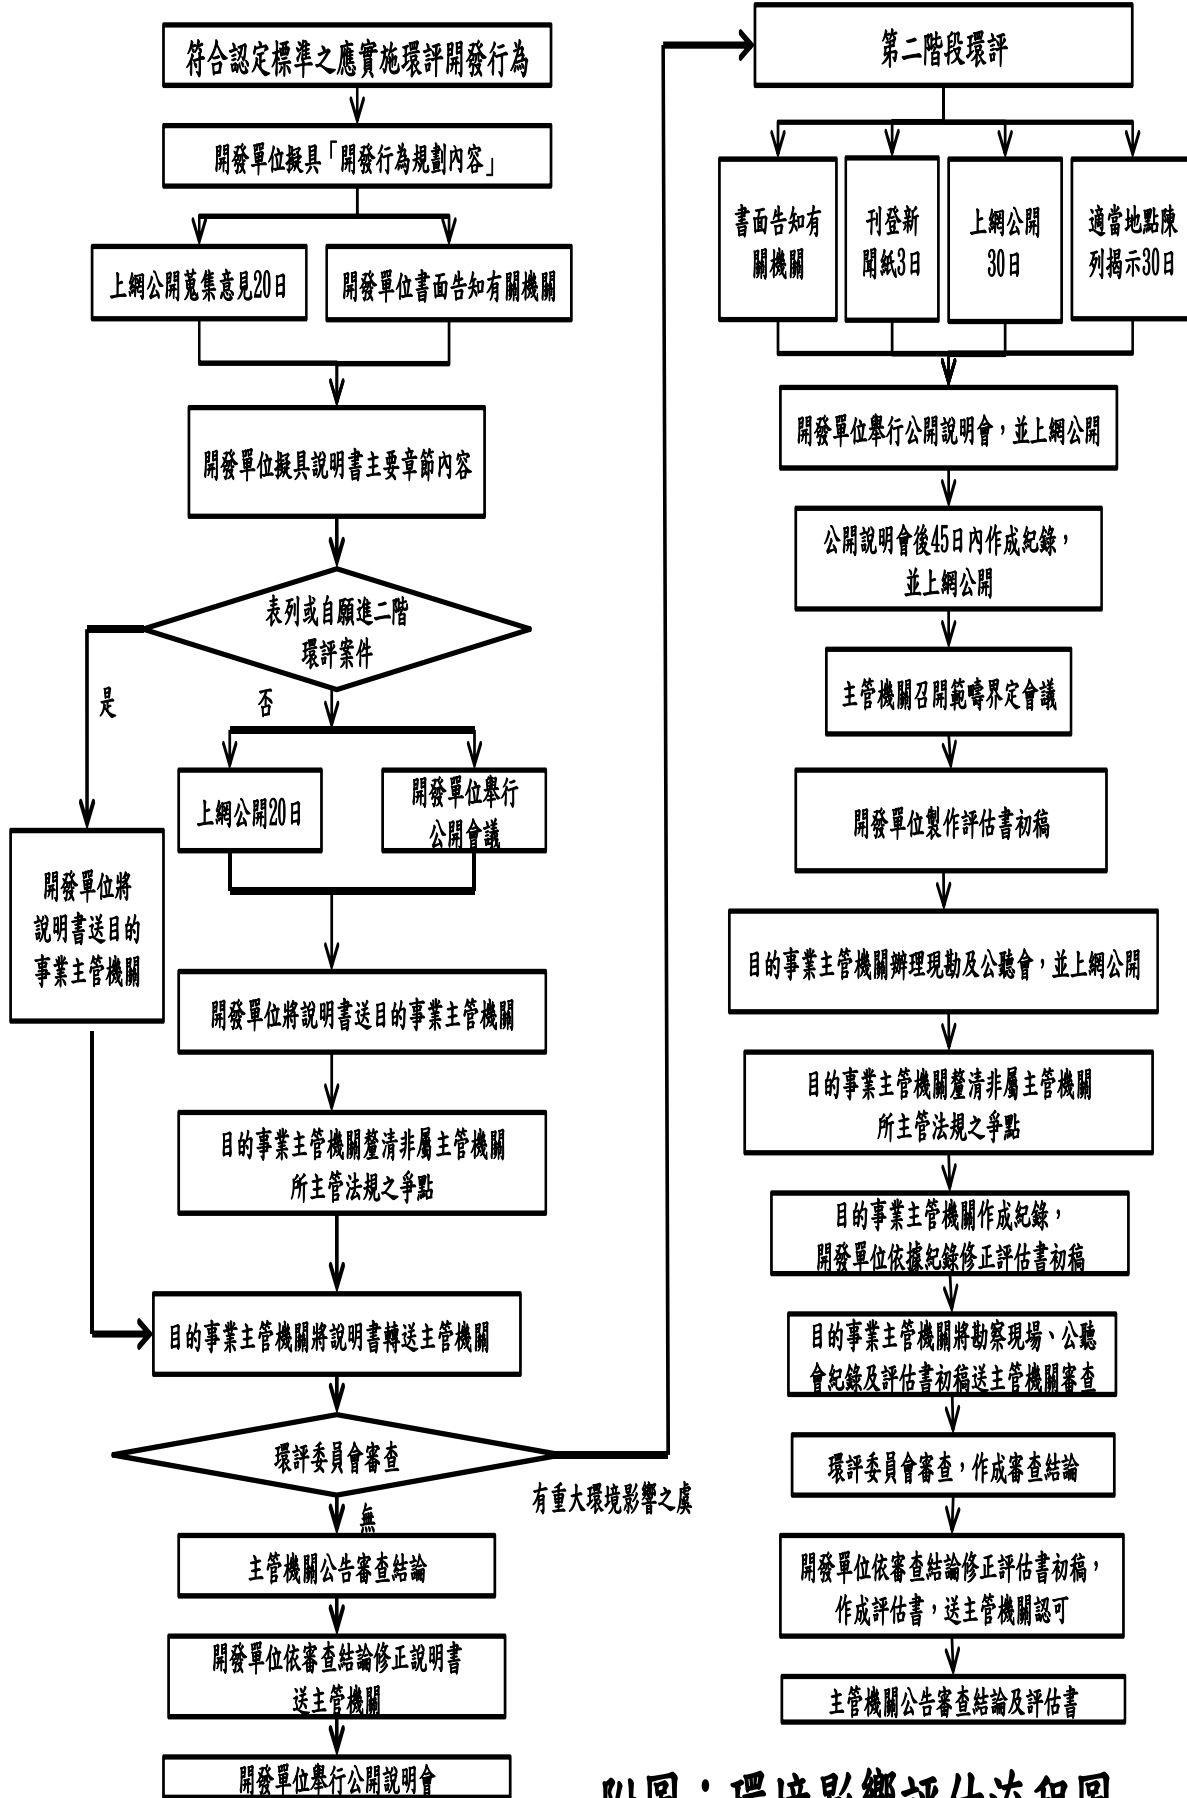 符合認定標準之應實施環評開發行為
開發單位擬具「開發行為規劃內容」
上網公開蒐集意見20日
開發單位書面告知有關機關
開發單位擬具說明書主要章節內容
表列或自願進二階
環評案件
是
否
上網公開20日
開發單位舉行
公開會議
開發單位將
說明書送目的
事業主管機關
開發單位將說明書送目的事業主管機關
目的事業主管機關釐清非屬主管機關
所主管法規之爭點
目的事業主管機關將說明書轉送主管機關
環評委員會審查
有重大環境影響之虞
無
主管機關公告審查結論
開發單位依審查結論修正說明書
送主管機關
開發單位舉行公開說明會
第二階段環評
書面告知有
關機關
刊登新
聞紙3日
上網公開
30日
適當地點陳
列揭示30日
開發單位舉行公開說明會，並上網公開
公開說明會後45日內作成紀錄，
並上網公開
主管機關召開範疇界定會議
開發單位製作評估書初稿
目的事業主管機關辦理現勘及公聽會，並上網公開
目的事業主管機關釐清非屬主管機關
所主管法規之爭點
目的事業主管機關作成紀錄，
開發單位依據紀錄修正評估書初稿
目的事業主管機關將勘察現場、公聽
會紀錄及評估書初稿送主管機關審查
環評委員會審查，作成審查結論
開發單位依審查結論修正評估書初稿，
作成評估書，送主管機關認可
主管機關公告審查結論及評估書
附圖：環境影響評估流程圖